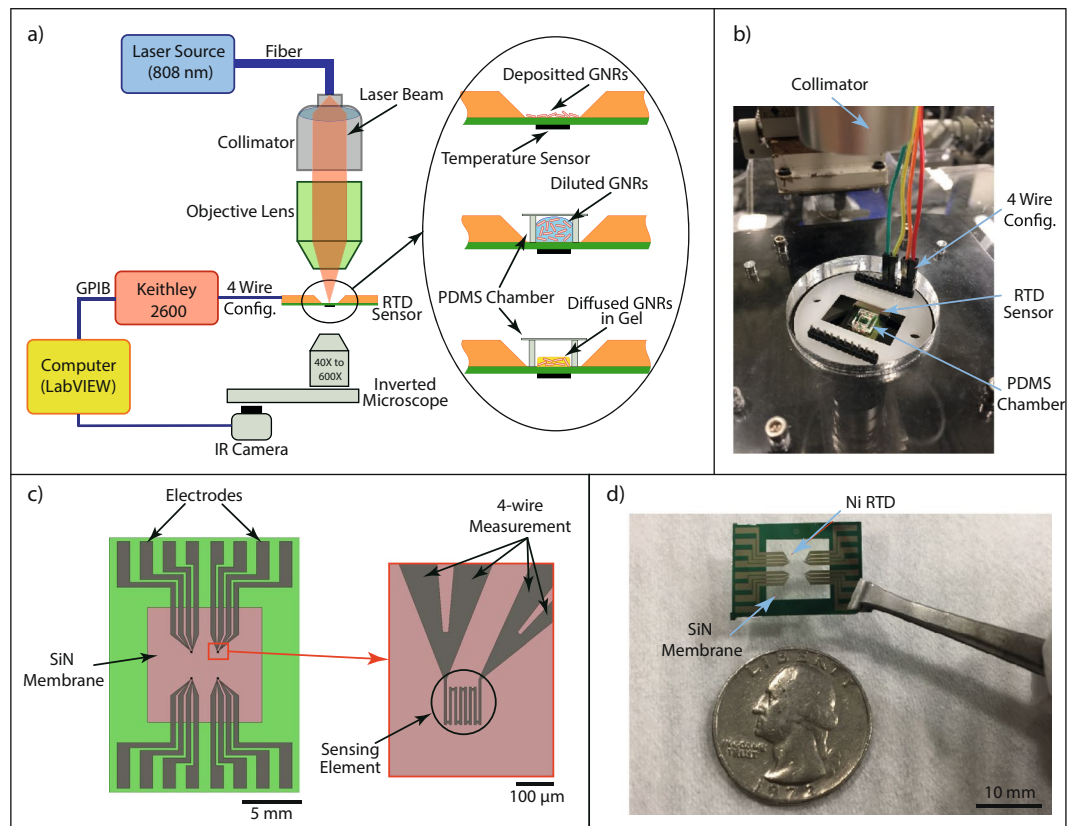 a)
Laser Source
(808 nm)
Fiber
Laser Beam
Collimator
Objective Lens
GPIB
Keithley
2600
4 Wire
Config.
RTD
Sensor
Computer
(LabVIEW)
40X to
600X
Inverted
Microscope
IR Camera
Depositted GNRs
Temperature Sensor
Diluted GNRs
PDMS Chamber
Diffused GNRs
in Gel
b)
Collimator
4 Wire
Config.
RTD
Sensor
PDMS
Chamber
c)
Electrodes
SiN
Membrane
5 mm
4-wire
Measurement
Sensing
Element
100 μm
d)
Ni RTD
SiN
Membrane
10 mm